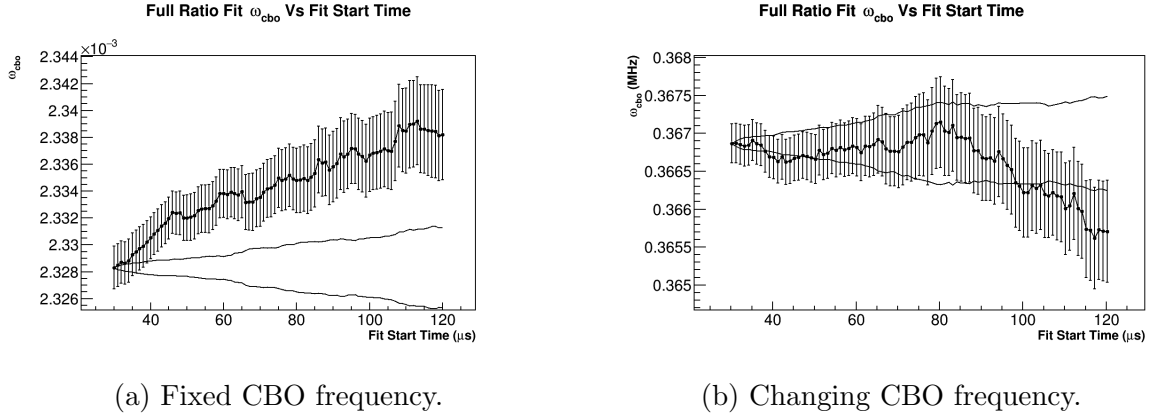 Full Ratio Fit ω_cbo Vs Fit Start Time
×10⁻³
ω_cbo
2.344
2.342
2.34
2.338
2.336
2.334
2.332
2.33
2.328
2.326
40 60 80 100 120
Fit Start Time (μs)
(a) Fixed CBO frequency.
Full Ratio Fit ω_cbo Vs Fit Start Time
ω_cbo (MHz)
0.368
0.3675
0.367
0.3665
0.366
0.3655
0.365
40 60 80 100 120
Fit Start Time (μs)
(b) Changing CBO frequency.